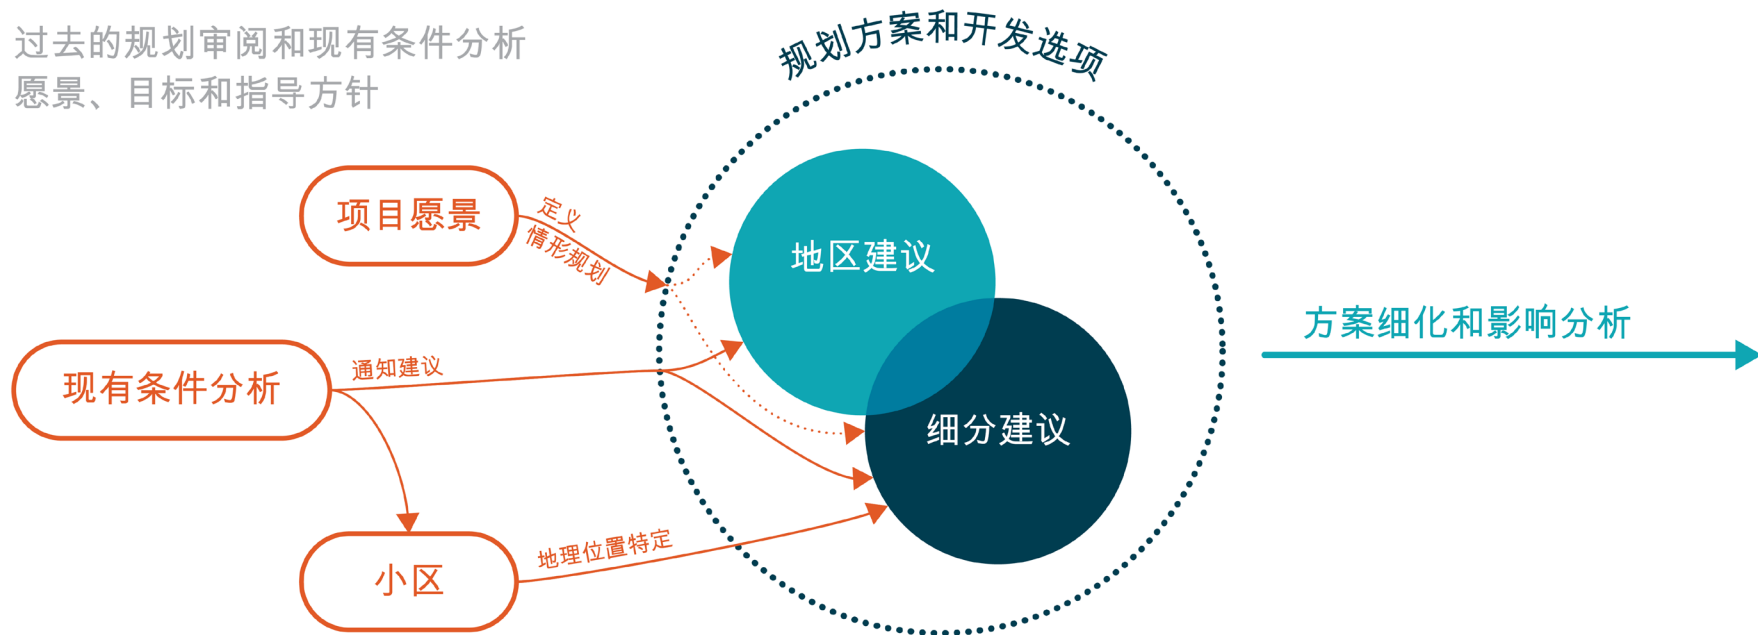 过去的规划审阅和现有条件分析
愿景、目标和指导方针
规划方案和开发选项
项目愿景
定义
情形规划
地区建议
方案细化和影响分析
现有条件分析
通知建议
细分建议
小区
地理位置特定